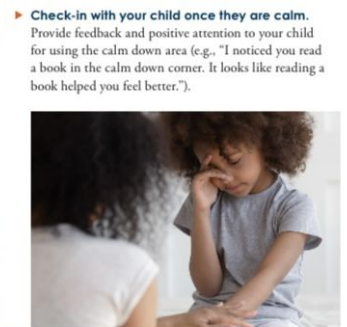 Check-in with your child once they are calm.
Provide feedback and positive attention to your child
for using the calm down area (e.g., “I noticed you read
a book in the calm down corner. It looks like reading a
book helped you feel better.”).